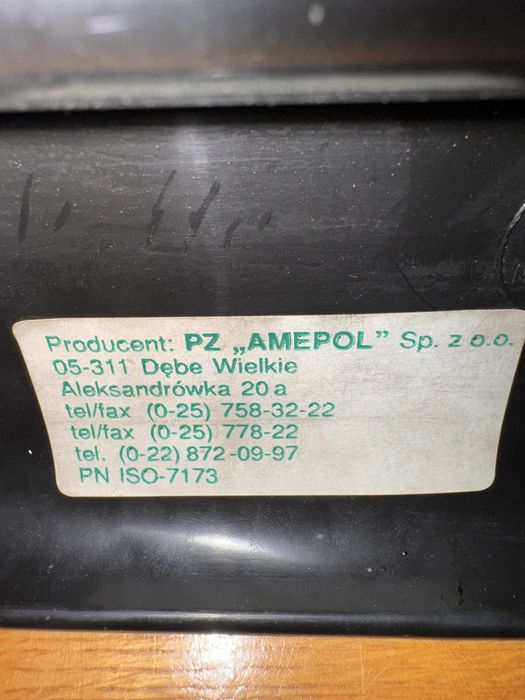 Producent: PZ „AMEPOL” Sp. z o.o.
05-311 Dębe Wielkie
Aleksandrówka 20 a
tel/fax (0-25) 758-32-22
tel/fax (0-25) 778-22
tel. (0-22) 872-09-97
PN ISO-7173